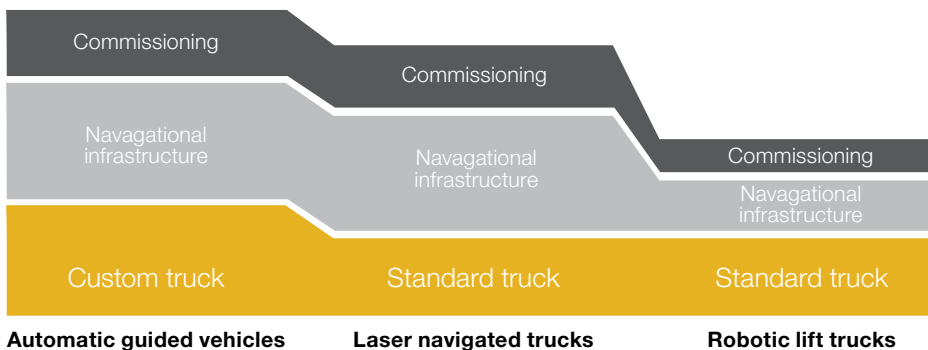 Commissioning
Commissioning
Commissioning
Navagational
infrastructure
Navagational
infrastructure
Navagational
infrastructure
Custom truck
Standard truck
Standard truck
Automatic guided vehicles
Laser navigated trucks
Robotic lift trucks